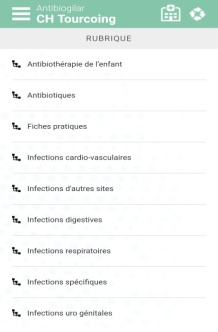 Antibiogilar
CH Tourcoing
RUBRIQUE
Antibiothérapie de l'enfant
Antibiotiques
Fiches pratiques
Infections cardio-vasculaires
Infections d'autres sites
Infections digestives
Infections respiratoires
Infections spécifiques
Infections uro génitales